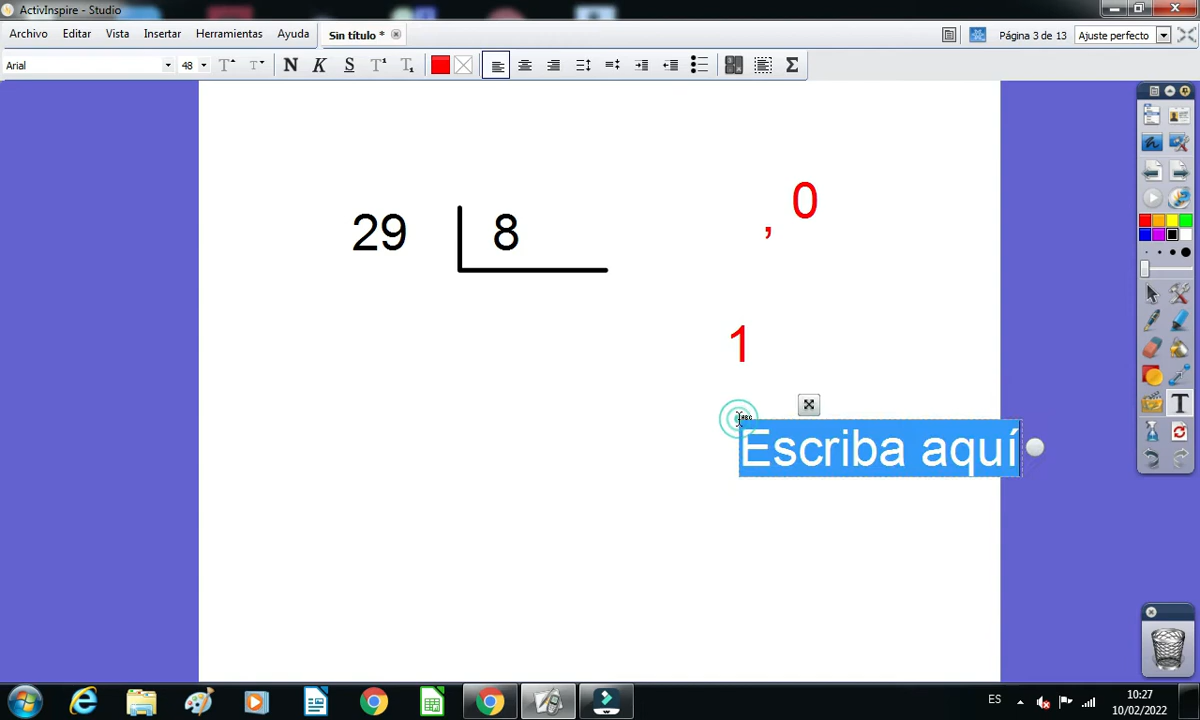 ActivInspire - Studio
Archivo Editar Vista Insertar Herramientas Ayuda Sin título * Página 3 de 13 Ajuste perfecto
Arial 48 N K S T T Σ
0
29 8 ,
1
Escriba aquí
T
ES 10:27
10/02/2022